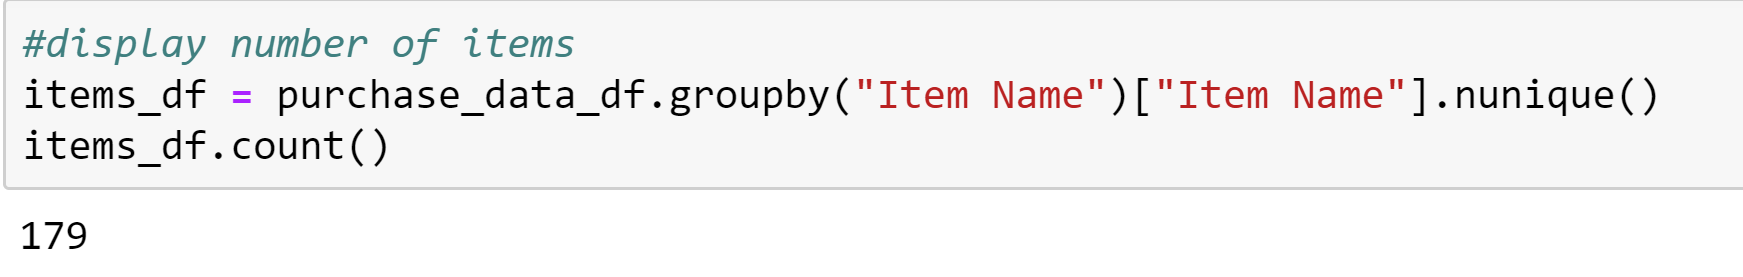 #display number of items
items_df = purchase_data_df.groupby("Item Name")["Item Name"].nunique()
items_df.count()
179